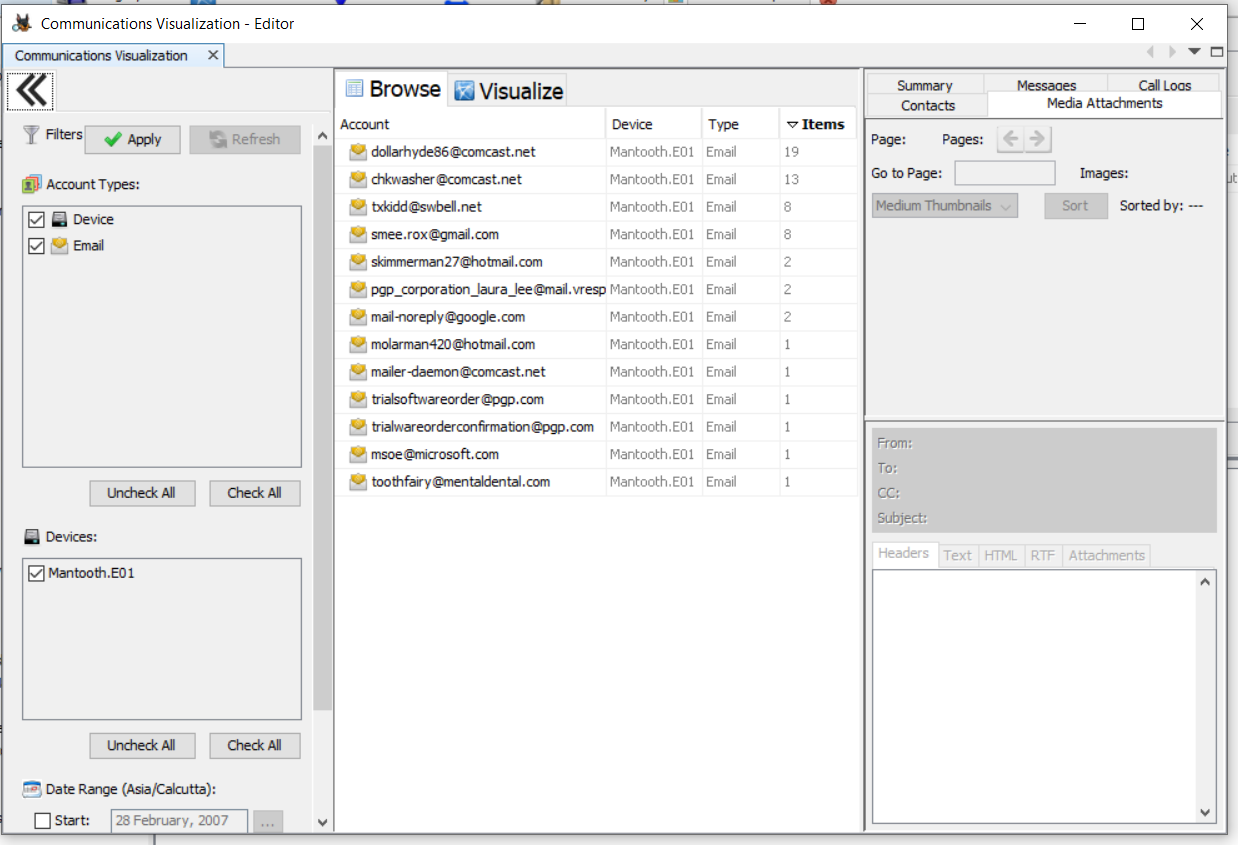 Communications Visualization - Editor
Communications Visualization
Filters Apply Refresh
Account Types:
Device
Email
Uncheck All Check All
Devices:
Mantooth.E01
Uncheck All Check All
Date Range (Asia/Calcutta):
Start: 28 February, 2007 ...
Browse Visualize
Account Device Type Items
dollarhyde86@comcast.net Mantooth.E01 Email 19
chkwasher@comcast.net Mantooth.E01 Email 13
txkidd@swbell.net Mantooth.E01 Email 8
smee.rox@gmail.com Mantooth.E01 Email 8
skimmerman27@hotmail.com Mantooth.E01 Email 2
pgp_corporation_laura_lee@mail.vresp Mantooth.E01 Email 2
mail-noreply@google.com Mantooth.E01 Email 2
molarman420@hotmail.com Mantooth.E01 Email 1
mailer-daemon@comcast.net Mantooth.E01 Email 1
trialsoftwareorder@pgp.com Mantooth.E01 Email 1
trialwareorderconfirmation@pgp.com Mantooth.E01 Email 1
msoe@microsoft.com Mantooth.E01 Email 1
toothfairy@mentaldental.com Mantooth.E01 Email 1
Summary Messages Call Logs
Contacts Media Attachments
Page: Pages:
Go to Page: Images:
Medium Thumbnails Sort Sorted by: ---
From:
To:
CC:
Subject:
Headers Text HTML RTF Attachments